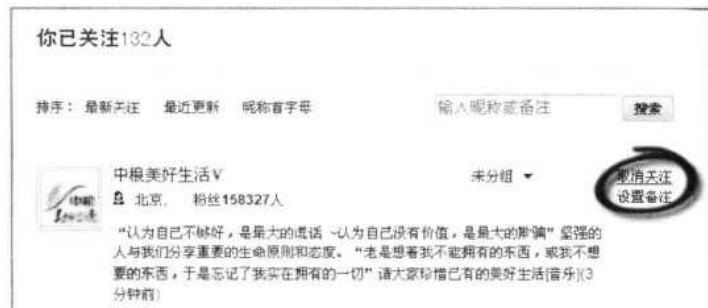 你已关注132人
排序： 最新关注 最近更新 昵称首字母 输入昵称或备注 搜索
中粮美好生活V 未分组 取消关注
北京， 粉丝158327人 设置备注
中粮
“认为自己不够好，是最大的谎话 ~认为自己没有价值，是最大的欺骗”坚强的
人与我们分享重要的生命原则和态度。“老是想着我不能拥有的东西，或我不想
要的东西，于是忘记了我实在拥有的一切”请大家珍惜已有的美好生活[音乐](3
分钟前)